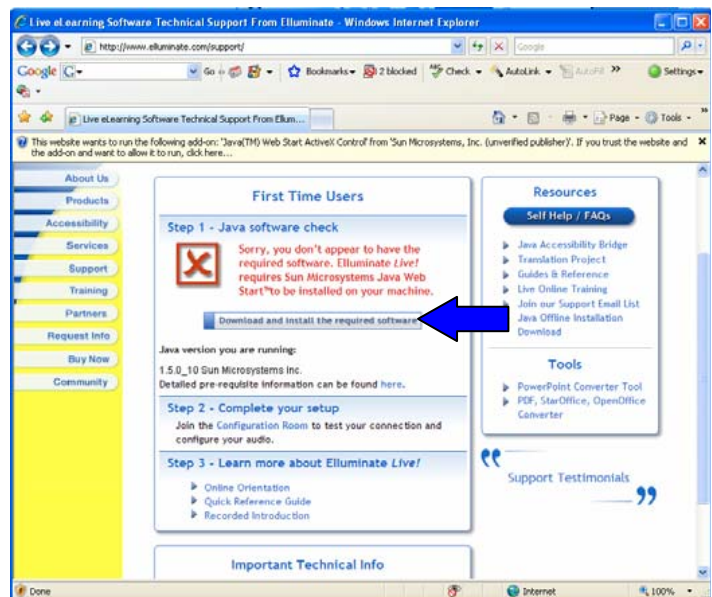 Live eLearning Software Technical Support From Elluminate - Windows Internet Explorer
http://www.elluminate.com/support/
Google
Google
Go
Bookmarks
2 blocked
Check
AutoLink
AutoFill
Settings
Live eLearning Software Technical Support From Ellum...
Page
Tools
This website wants to run the following add-on: 'Java(TM) Web Start ActiveX Control' from 'Sun Microsystems, Inc. (unverified publisher)'. If you trust the website and
the add-on and want to allow it to run, click here...
About Us
Products
Accessibility
Services
Support
Training
Partners
Request Info
Buy Now
Community
First Time Users
Step 1 - Java software check
Sorry, you don't appear to have the
required software. Elluminate Live!
requires Sun Microsystems Java Web
Start™to be installed on your machine.
Download and install the required software
Java version you are running:
1.5.0_10 Sun Microsystems Inc.
Detailed pre-requisite information can be found here.
Step 2 - Complete your setup
Join the Configuration Room to test your connection and
configure your audio.
Step 3 - Learn more about Elluminate Live!
Online Orientation
Quick Reference Guide
Recorded Introduction
Important Technical Info
Resources
Self Help / FAQs
Java Accessibility Bridge
Translation Project
Guides & Reference
Live Online Training
Join our Support Email List
Java Offline Installation
Download
Tools
PowerPoint Converter Tool
PDF, StarOffice, OpenOffice
Converter
Support Testimonials
Done
Internet
100%